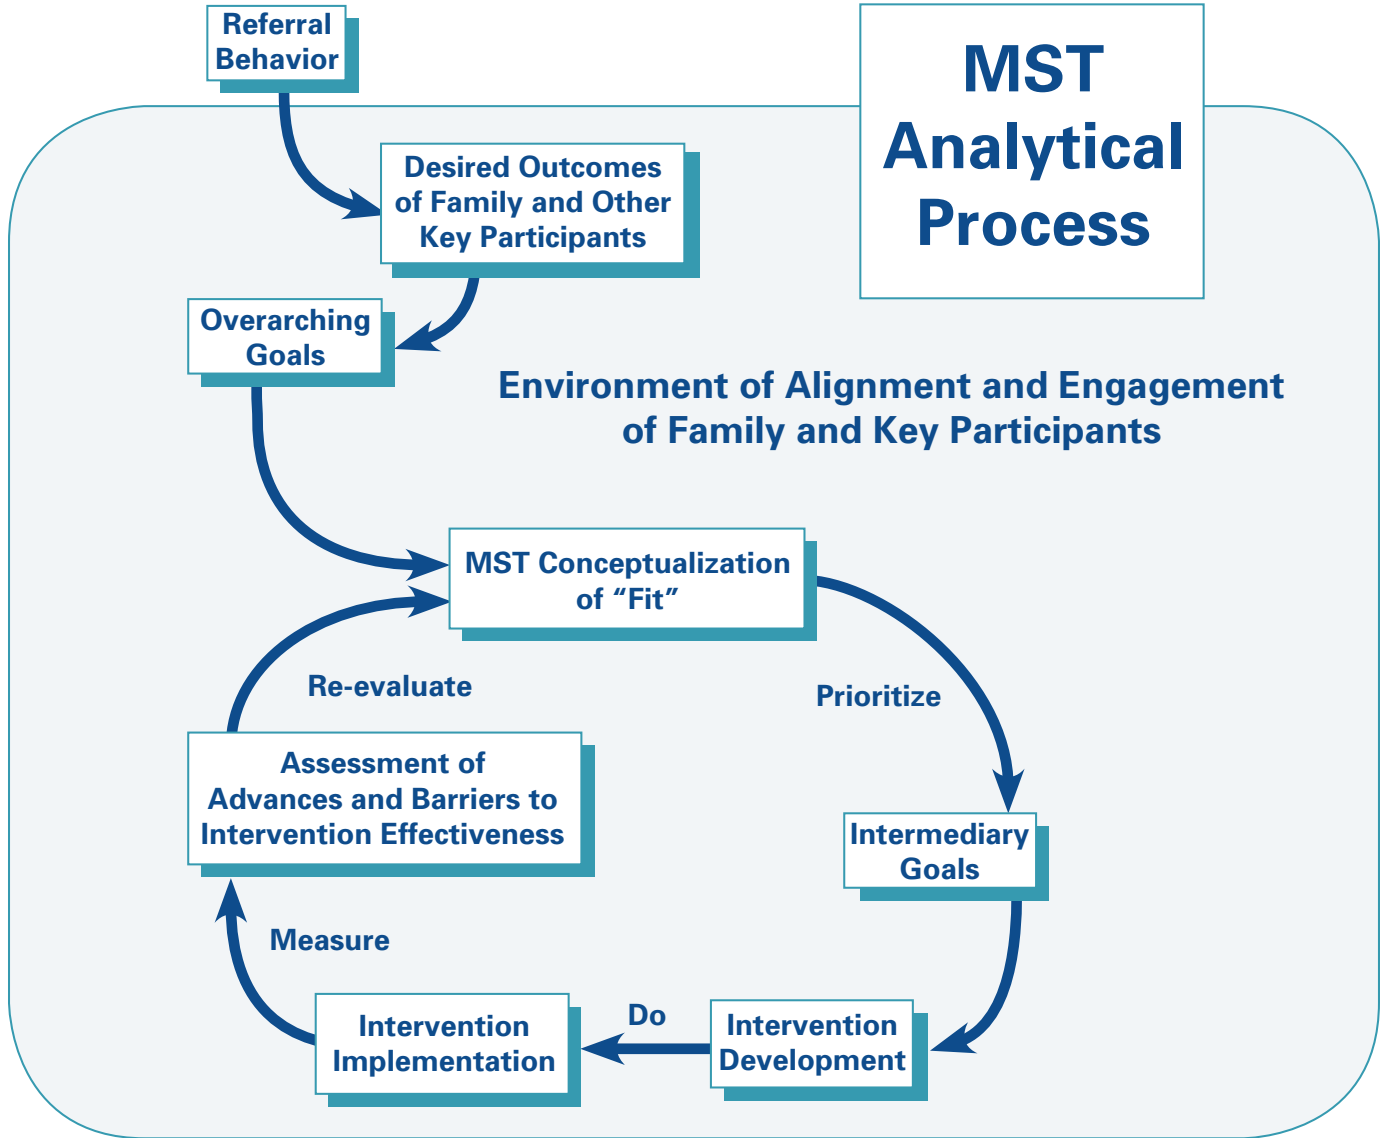 Referral
Behavior
MST
Analytical
Process
Desired Outcomes
of Family and Other
Key Participants
Overarching
Goals
Environment of Alignment and Engagement
of Family and Key Participants
MST Conceptualization
of “Fit”
Re-evaluate
Prioritize
Assessment of
Advances and Barriers to
Intervention Effectiveness
Intermediary
Goals
Measure
Do
Intervention
Development
Intervention
Implementation